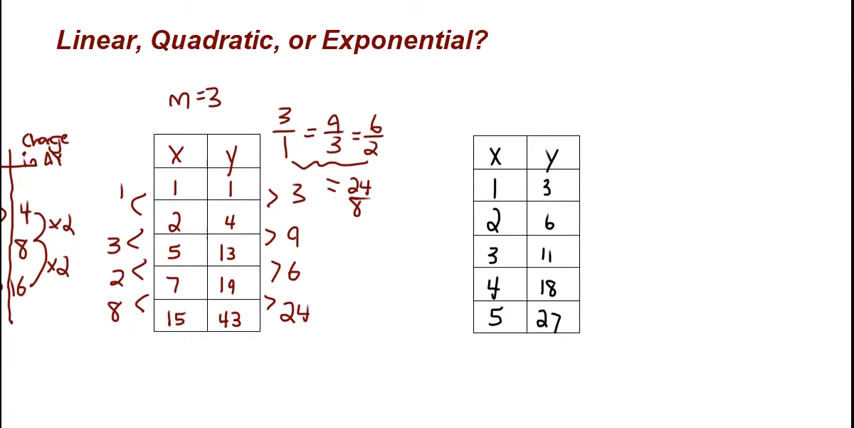 Linear, Quadratic, or Exponential?
m=3
3/1 = 9/3 = 6/2
= 24/8
Change
in ΔY
4
8
16
x2
x2
1 <
3 <
2 <
8 <
X Y
1 1
2 4
5 13
7 19
15 43
> 3
> 9
> 6
> 24
X Y
1 3
2 6
3 11
4 18
5 27